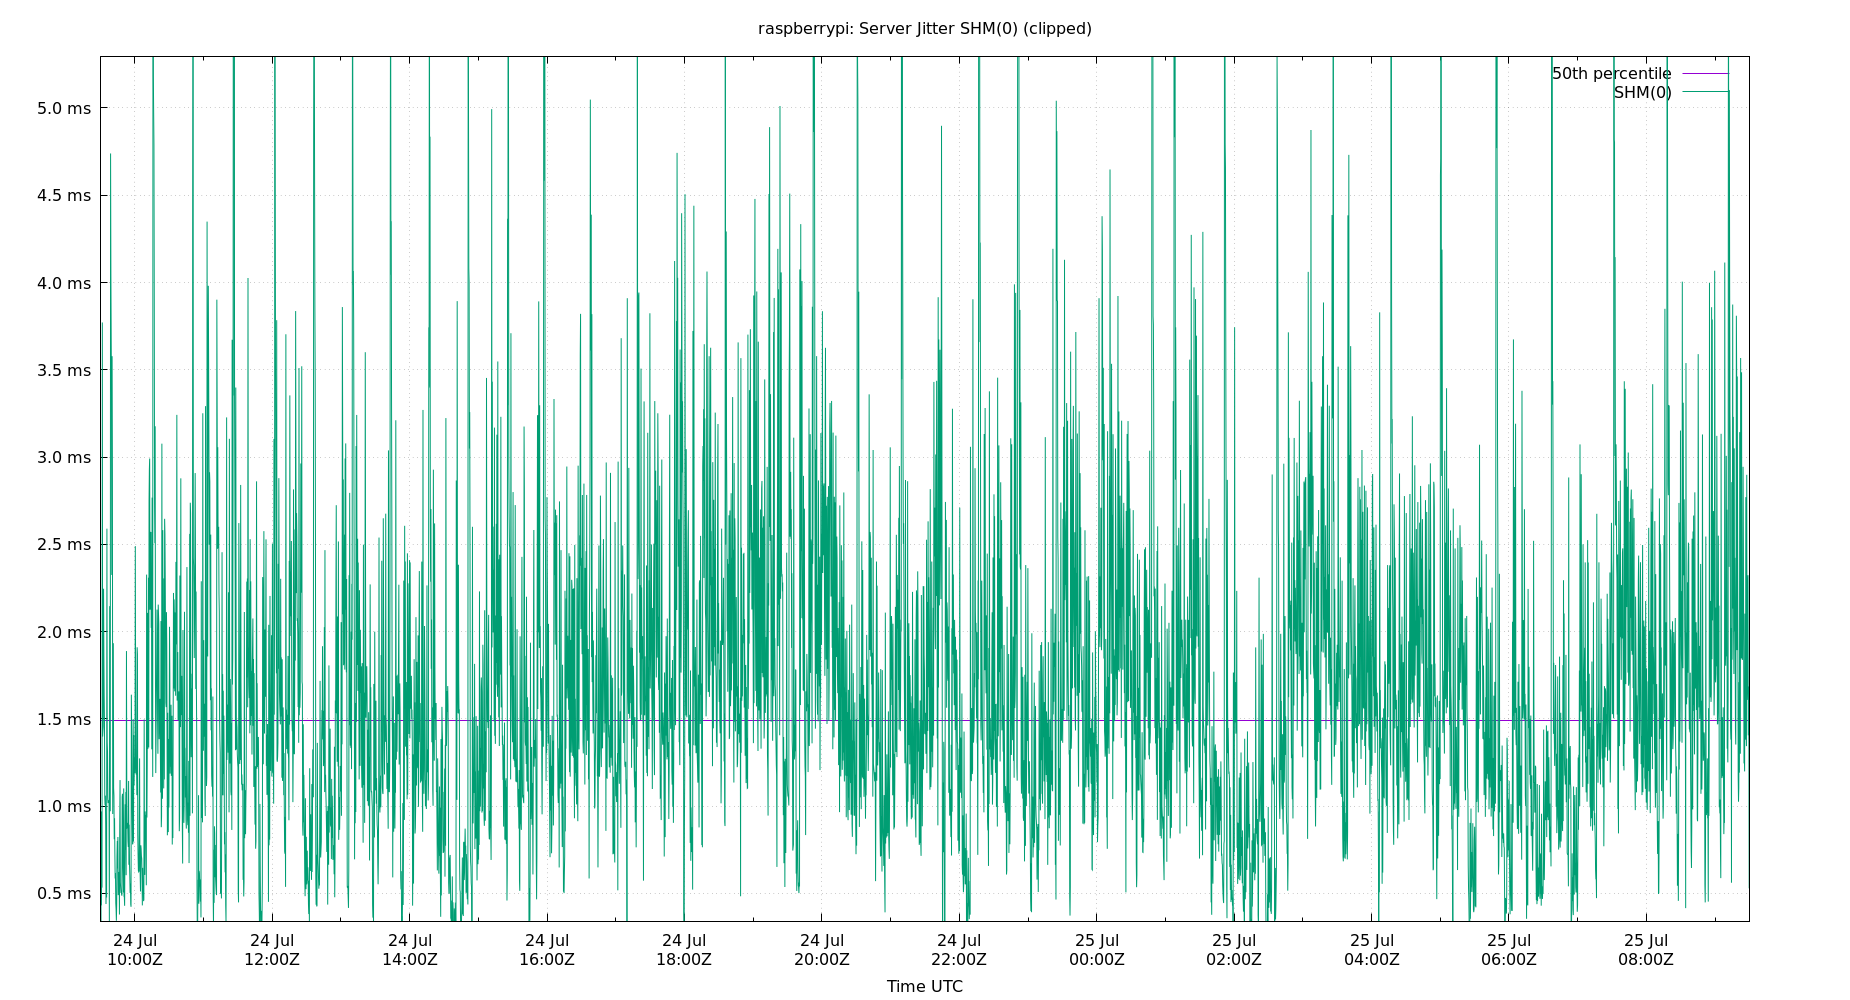 raspberrypi: Server Jitter SHM(0) (clipped)
50th percentile
SHM(0)
5.0 ms
4.5 ms
4.0 ms
3.5 ms
3.0 ms
2.5 ms
2.0 ms
1.5 ms
1.0 ms
0.5 ms
24 Jul 24 Jul 24 Jul 24 Jul 24 Jul 24 Jul 24 Jul 25 Jul 25 Jul 25 Jul 25 Jul 25 Jul
10:00Z 12:00Z 14:00Z 16:00Z 18:00Z 20:00Z 22:00Z 00:00Z 02:00Z 04:00Z 06:00Z 08:00Z
Time UTC